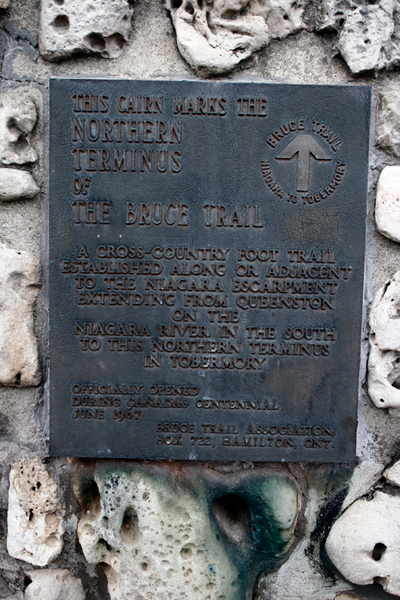 THIS CAIRN MARKS THE
NORTHERN
TERMINUS
OF
THE BRUCE TRAIL
BRUCE TRAIL
NIAGARA TO TOBERMORY
A CROSS-COUNTRY FOOT TRAIL
ESTABLISHED ALONG OR ADJACENT
TO THE NIAGARA ESCARPMENT
EXTENDING FROM QUEENSTON
ON THE
NIAGARA RIVER IN THE SOUTH
TO THIS NORTHERN TERMINUS
IN TOBERMORY
OFFICIALLY OPENED
DURING CANADAS CENTENNIAL
JUNE 1967
BRUCE TRAIL ASSOCIATION
BOX 722, HAMILTON, ONT.